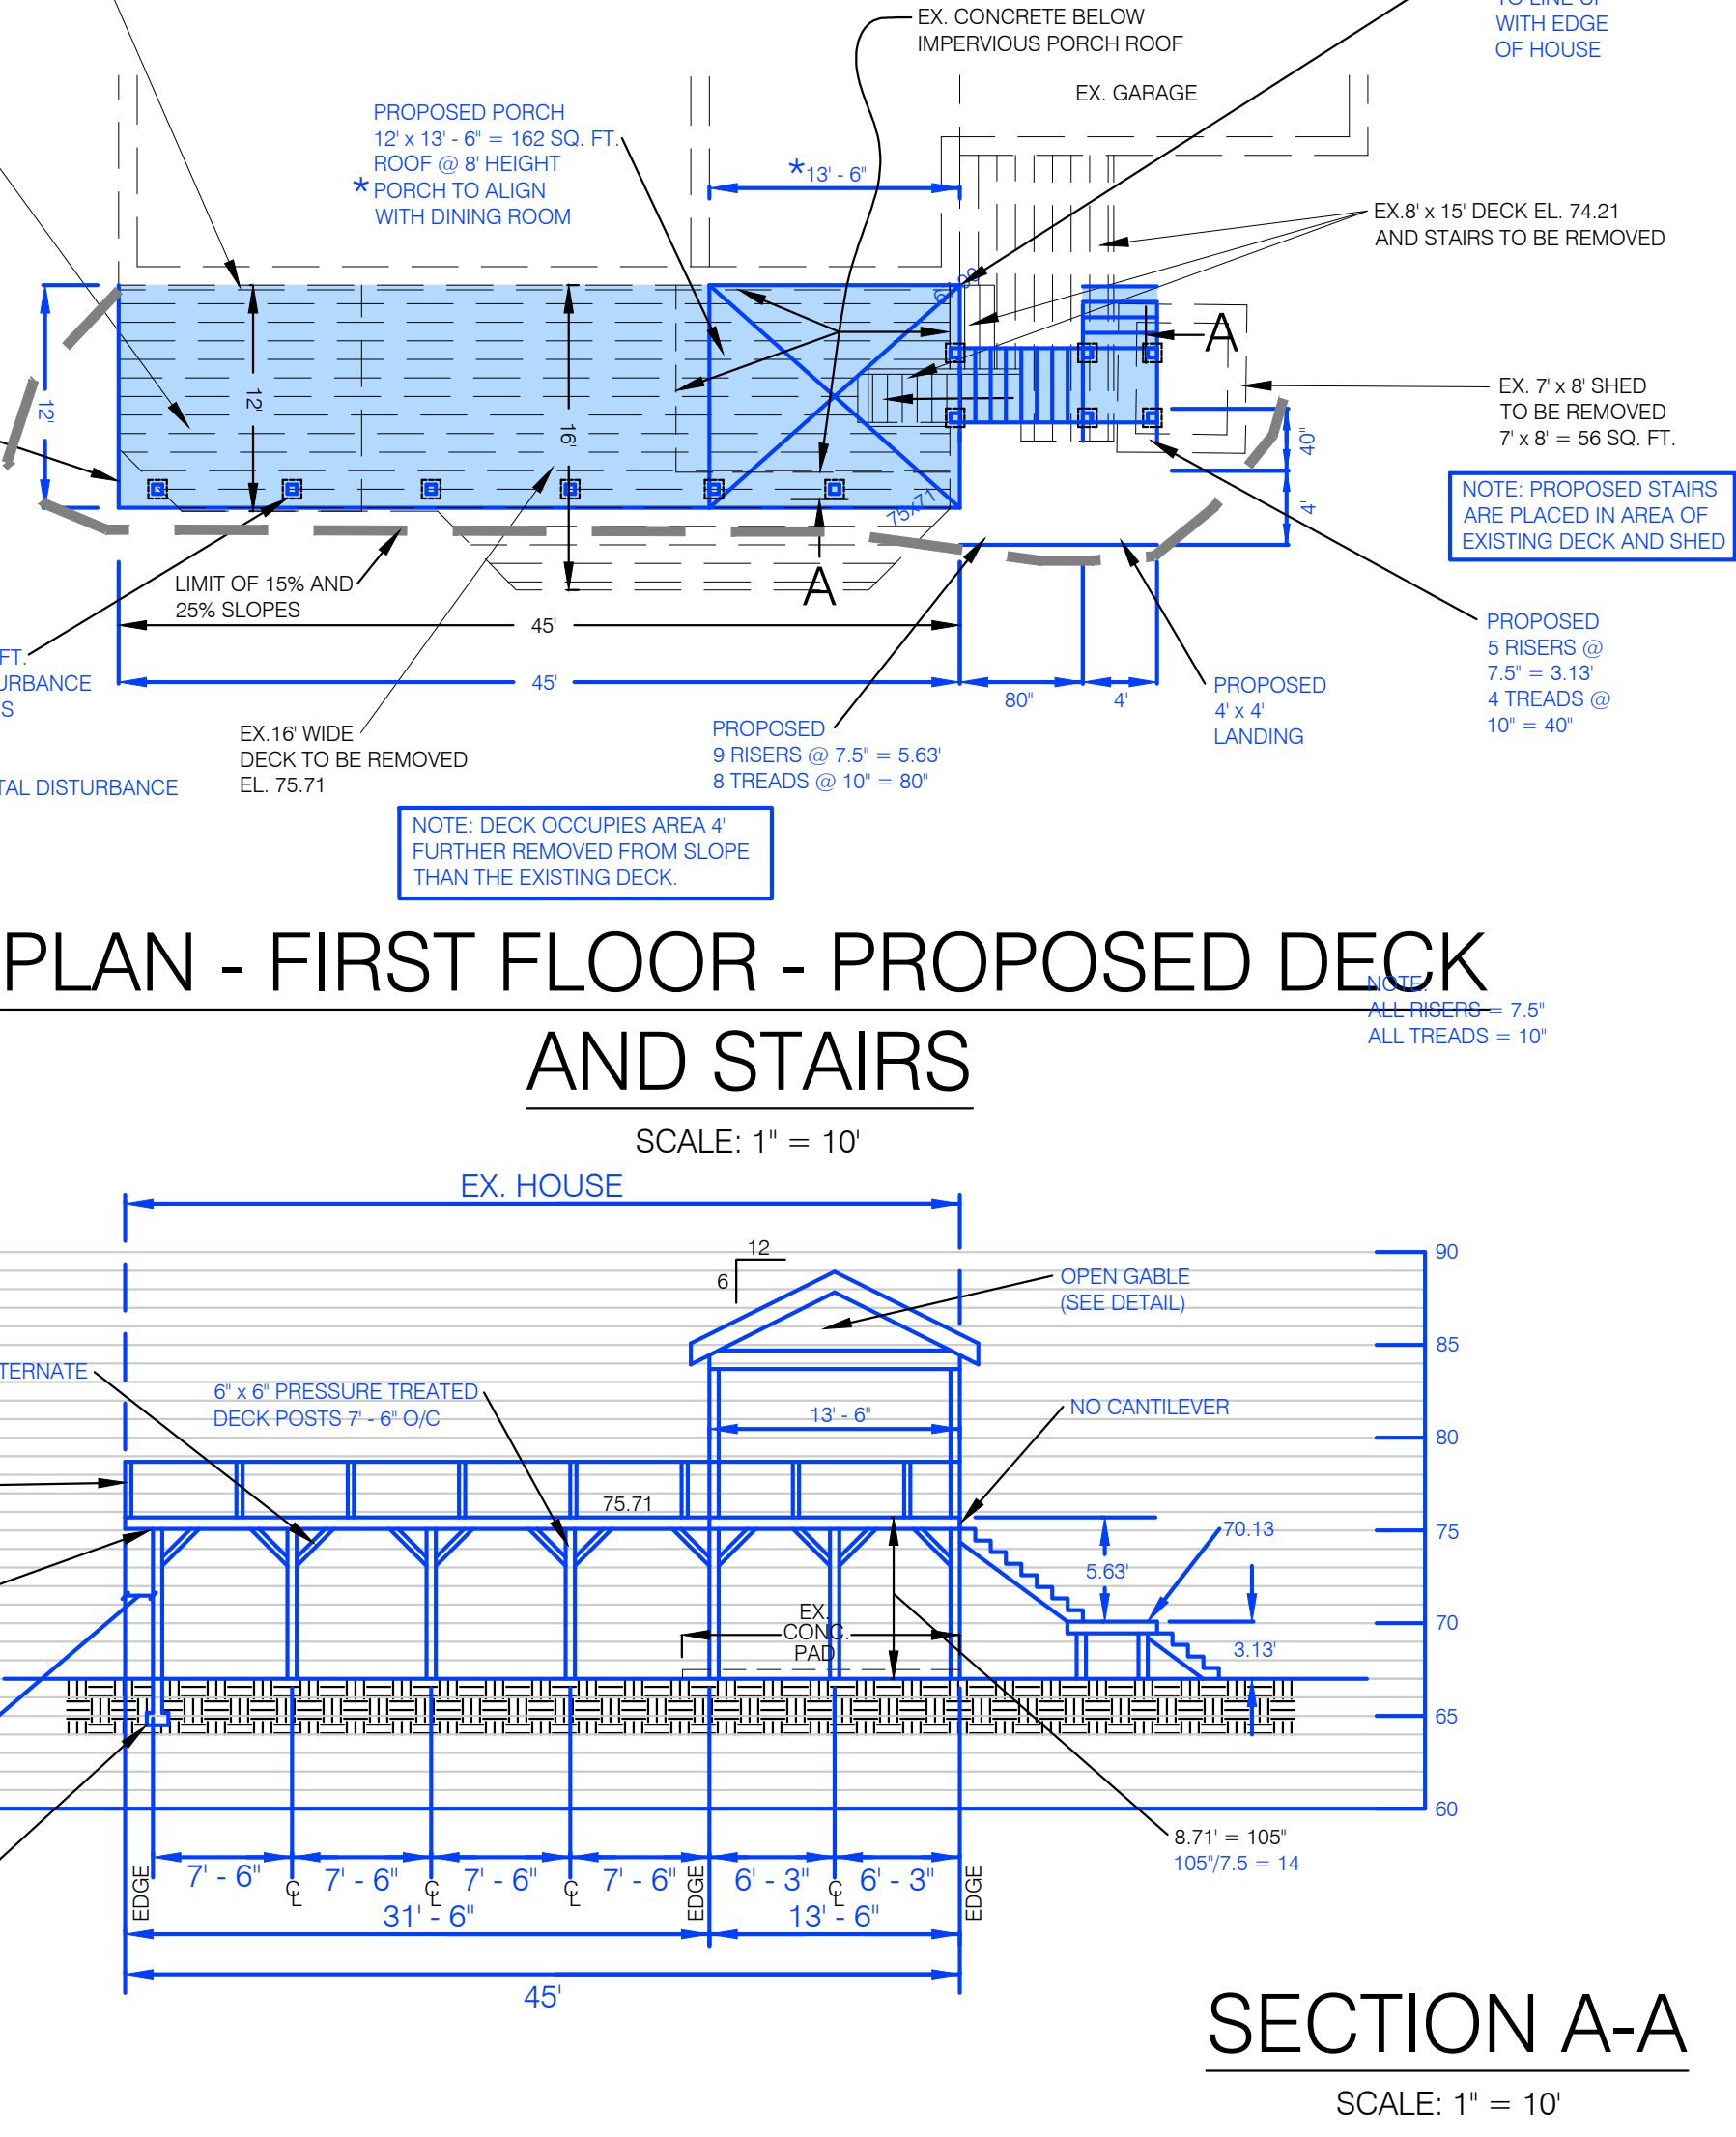 EX. CONCRETE BELOW
IMPERVIOUS PORCH ROOF
WITH EDGE
OF HOUSE
EX. GARAGE
PROPOSED PORCH
12' x 13' - 6" = 162 SQ. FT.
ROOF @ 8' HEIGHT
* PORCH TO ALIGN
WITH DINING ROOM
*13' - 6"
EX.8' x 15' DECK EL. 74.21
AND STAIRS TO BE REMOVED
A
12'
12'
16'
EX. 7' x 8' SHED
TO BE REMOVED
7' x 8' = 56 SQ. FT.
40"
4'
75x71
NOTE: PROPOSED STAIRS
ARE PLACED IN AREA OF
EXISTING DECK AND SHED
LIMIT OF 15% AND
25% SLOPES
A
45'
FT.
URBANCE
S
45'
80"
4'
PROPOSED
4' x 4'
LANDING
PROPOSED
5 RISERS @
7.5" = 3.13'
4 TREADS @
10" = 40"
EX.16' WIDE
DECK TO BE REMOVED
EL. 75.71
PROPOSED
9 RISERS @ 7.5" = 5.63'
8 TREADS @ 10" = 80"
TAL DISTURBANCE
NOTE: DECK OCCUPIES AREA 4'
FURTHER REMOVED FROM SLOPE
THAN THE EXISTING DECK.
PLAN - FIRST FLOOR - PROPOSED DECK
AND STAIRS
SCALE: 1" = 10'
NOTE:
ALL RISERS = 7.5"
ALL TREADS = 10"
EX. HOUSE
12
6
OPEN GABLE
(SEE DETAIL)
90
85
80
75
70
65
60
TERNATE
6" x 6" PRESSURE TREATED
DECK POSTS 7' - 6" O/C
13' - 6"
NO CANTILEVER
75.71
70.13
5.63'
3.13'
EX.
CONC.
PAD
8.71' = 105"
105"/7.5 = 14
EDGE
7' - 6"
CL
7' - 6"
CL
7' - 6"
CL
7' - 6"
EDGE
6' - 3"
CL
6' - 3"
EDGE
31' - 6"
13' - 6"
45'
SECTION A-A
SCALE: 1" = 10'